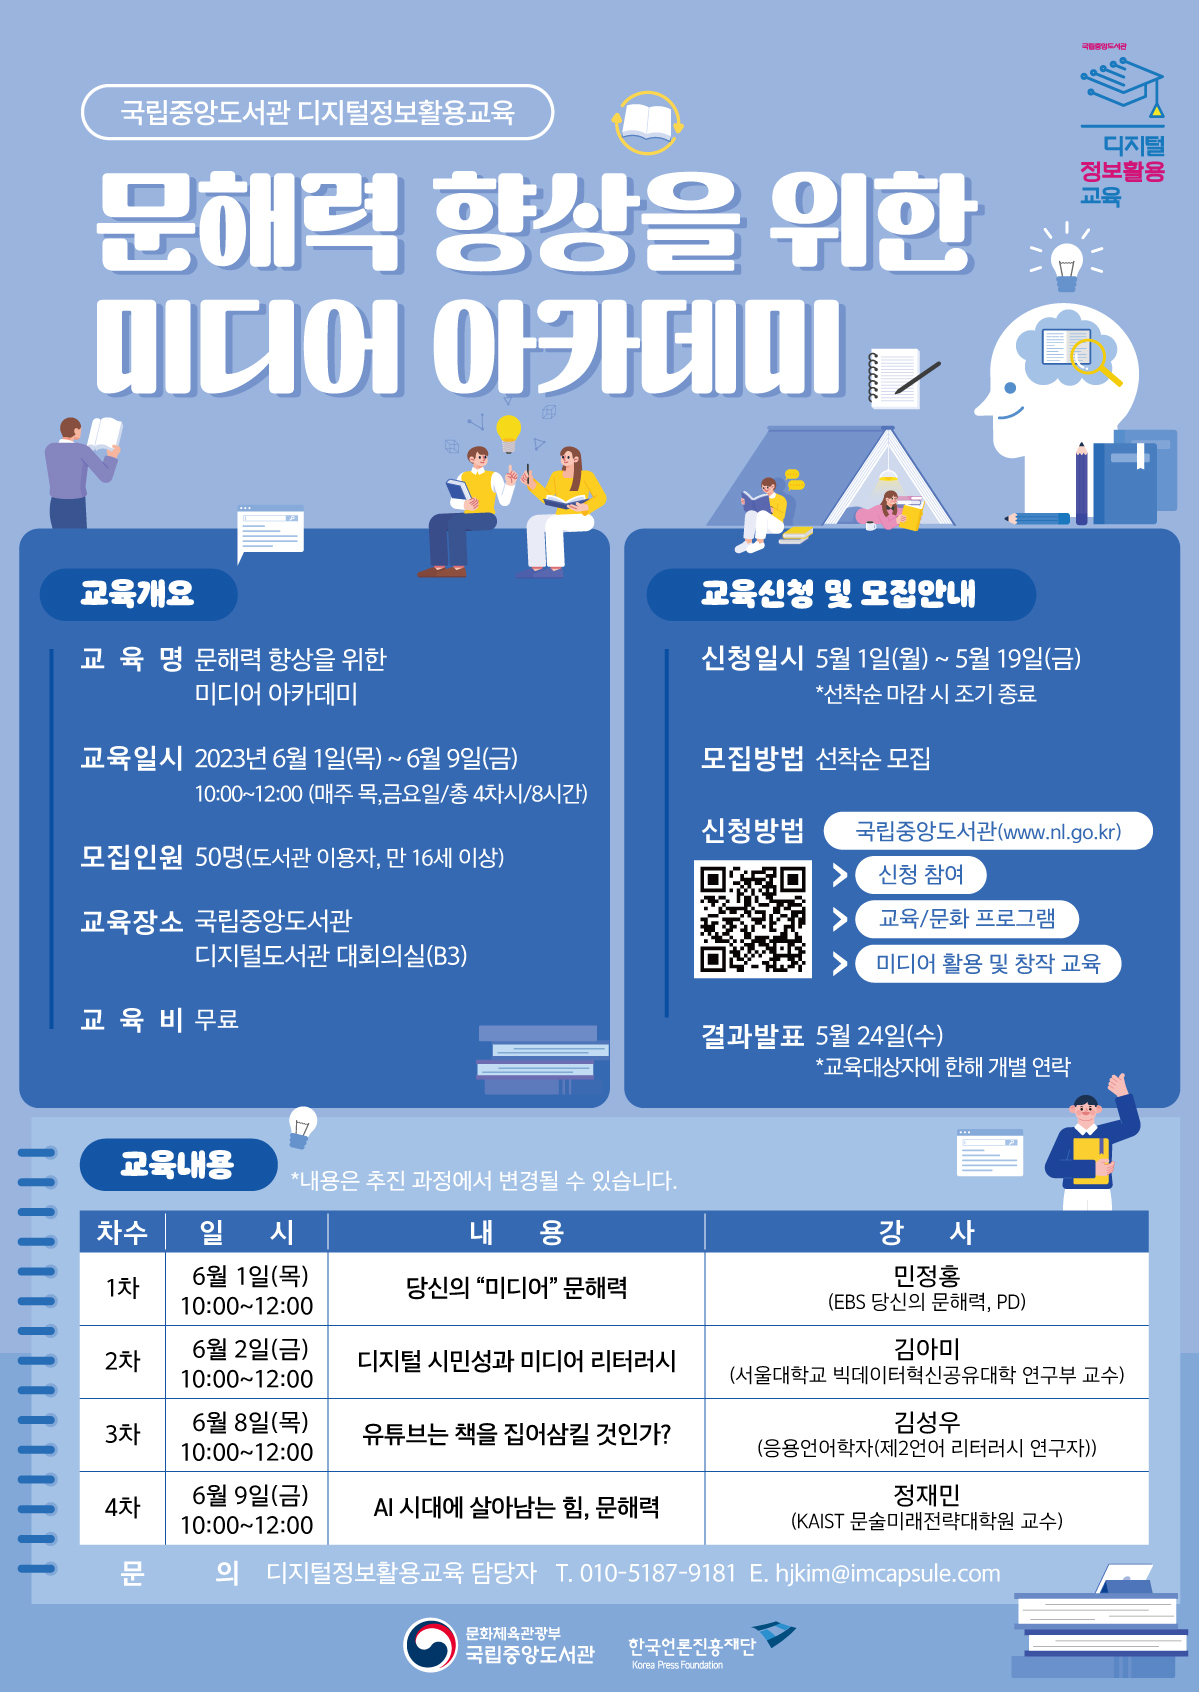 국립중앙도서관
디지털
정보활용
교육
국립중앙도서관 디지털정보활용교육
문해력 향상을 위한
미디어 아카데미
교육개요
교 육 명 문해력 향상을 위한
미디어 아카데미
교육일시 2023년 6월 1일(목) ~ 6월 9일(금)
10:00~12:00 (매주 목,금요일/총 4차시/8시간)
모집인원 50명(도서관 이용자, 만 16세 이상)
교육장소 국립중앙도서관
디지털도서관 대회의실(B3)
교 육 비 무료
교육신청 및 모집안내
신청일시 5월 1일(월) ~ 5월 19일(금)
*선착순 마감 시 조기 종료
모집방법 선착순 모집
신청방법 국립중앙도서관(www.nl.go.kr)
> 신청 참여
> 교육/문화 프로그램
> 미디어 활용 및 창작 교육
결과발표 5월 24일(수)
*교육대상자에 한해 개별 연락
교육내용 *내용은 추진 과정에서 변경될 수 있습니다.
차수 일 시 내 용 강 사
1차 6월 1일(목) 10:00~12:00 당신의 “미디어” 문해력 민정홍
(EBS 당신의 문해력, PD)
2차 6월 2일(금) 10:00~12:00 디지털 시민성과 미디어 리터러시 김아미
(서울대학교 빅데이터혁신공유대학 연구부 교수)
3차 6월 8일(목) 10:00~12:00 유튜브는 책을 집어삼킬 것인가? 김성우
(응용언어학자(제2언어 리터러시 연구자))
4차 6월 9일(금) 10:00~12:00 AI 시대에 살아남는 힘, 문해력 정재민
(KAIST 문술미래전략대학원 교수)
문 의 디지털정보활용교육 담당자 T. 010-5187-9181 E. hjkim@imcapsule.com
문화체육관광부
국립중앙도서관
한국언론진흥재단
Korea Press Foundation